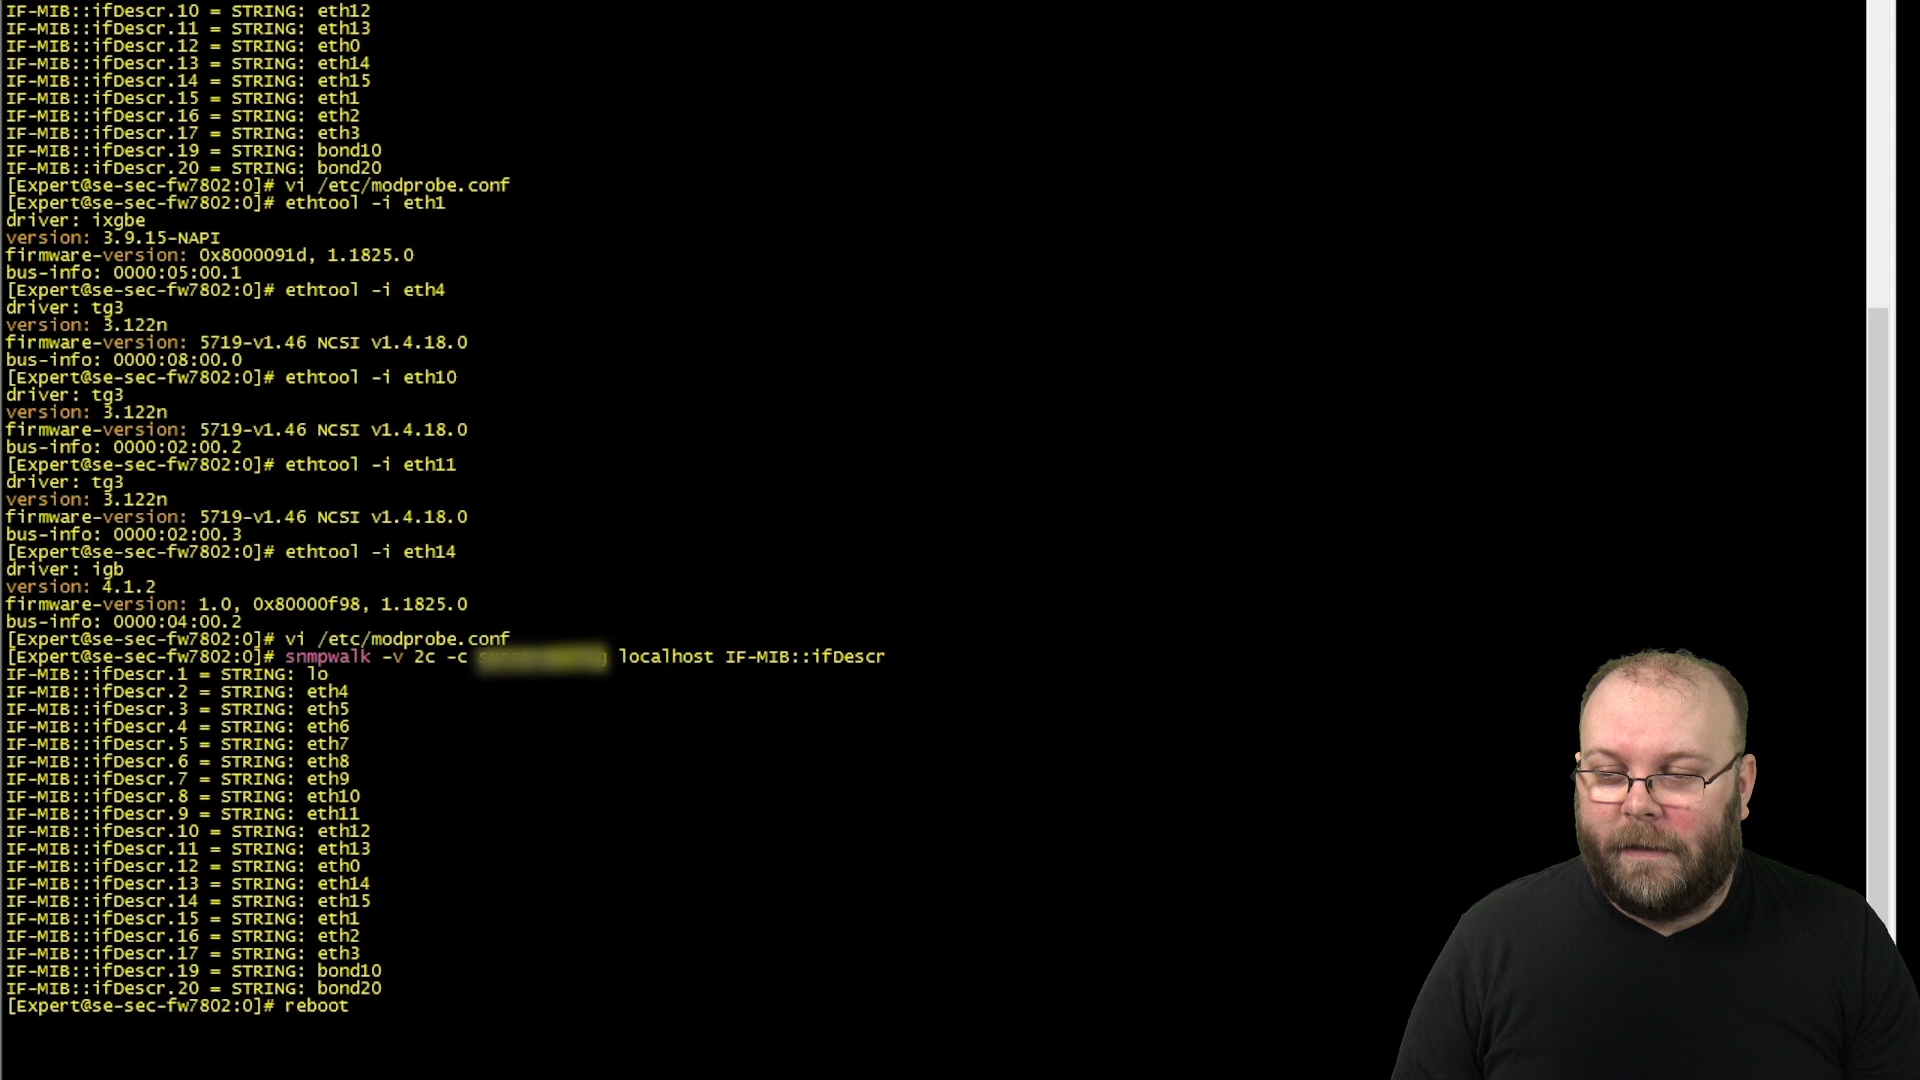 IF-MIB::ifDescr.10 = STRING: eth12
IF-MIB::ifDescr.11 = STRING: eth13
IF-MIB::ifDescr.12 = STRING: eth0
IF-MIB::ifDescr.13 = STRING: eth14
IF-MIB::ifDescr.14 = STRING: eth15
IF-MIB::ifDescr.15 = STRING: eth1
IF-MIB::ifDescr.16 = STRING: eth2
IF-MIB::ifDescr.17 = STRING: eth3
IF-MIB::ifDescr.19 = STRING: bond10
IF-MIB::ifDescr.20 = STRING: bond20
[Expert@se-sec-fw7802:0]# vi /etc/modprobe.conf
[Expert@se-sec-fw7802:0]# ethtool -i eth1
driver: ixgbe
version: 3.9.15-NAPI
firmware-version: 0x8000091d, 1.1825.0
bus-info: 0000:05:00.1
[Expert@se-sec-fw7802:0]# ethtool -i eth4
driver: tg3
version: 3.122n
firmware-version: 5719-v1.46 NCSI v1.4.18.0
bus-info: 0000:08:00.0
[Expert@se-sec-fw7802:0]# ethtool -i eth10
driver: tg3
version: 3.122n
firmware-version: 5719-v1.46 NCSI v1.4.18.0
bus-info: 0000:02:00.2
[Expert@se-sec-fw7802:0]# ethtool -i eth11
driver: tg3
version: 3.122n
firmware-version: 5719-v1.46 NCSI v1.4.18.0
bus-info: 0000:02:00.3
[Expert@se-sec-fw7802:0]# ethtool -i eth14
driver: igb
version: 4.1.2
firmware-version: 1.0, 0x80000f98, 1.1825.0
bus-info: 0000:04:00.2
[Expert@se-sec-fw7802:0]# vi /etc/modprobe.conf
[Expert@se-sec-fw7802:0]# snmpwalk -v 2c -c localhost IF-MIB::ifDescr
IF-MIB::ifDescr.1 = STRING: lo
IF-MIB::ifDescr.2 = STRING: eth4
IF-MIB::ifDescr.3 = STRING: eth5
IF-MIB::ifDescr.4 = STRING: eth6
IF-MIB::ifDescr.5 = STRING: eth7
IF-MIB::ifDescr.6 = STRING: eth8
IF-MIB::ifDescr.7 = STRING: eth9
IF-MIB::ifDescr.8 = STRING: eth10
IF-MIB::ifDescr.9 = STRING: eth11
IF-MIB::ifDescr.10 = STRING: eth12
IF-MIB::ifDescr.11 = STRING: eth13
IF-MIB::ifDescr.12 = STRING: eth0
IF-MIB::ifDescr.13 = STRING: eth14
IF-MIB::ifDescr.14 = STRING: eth15
IF-MIB::ifDescr.15 = STRING: eth1
IF-MIB::ifDescr.16 = STRING: eth2
IF-MIB::ifDescr.17 = STRING: eth3
IF-MIB::ifDescr.19 = STRING: bond10
IF-MIB::ifDescr.20 = STRING: bond20
[Expert@se-sec-fw7802:0]# reboot